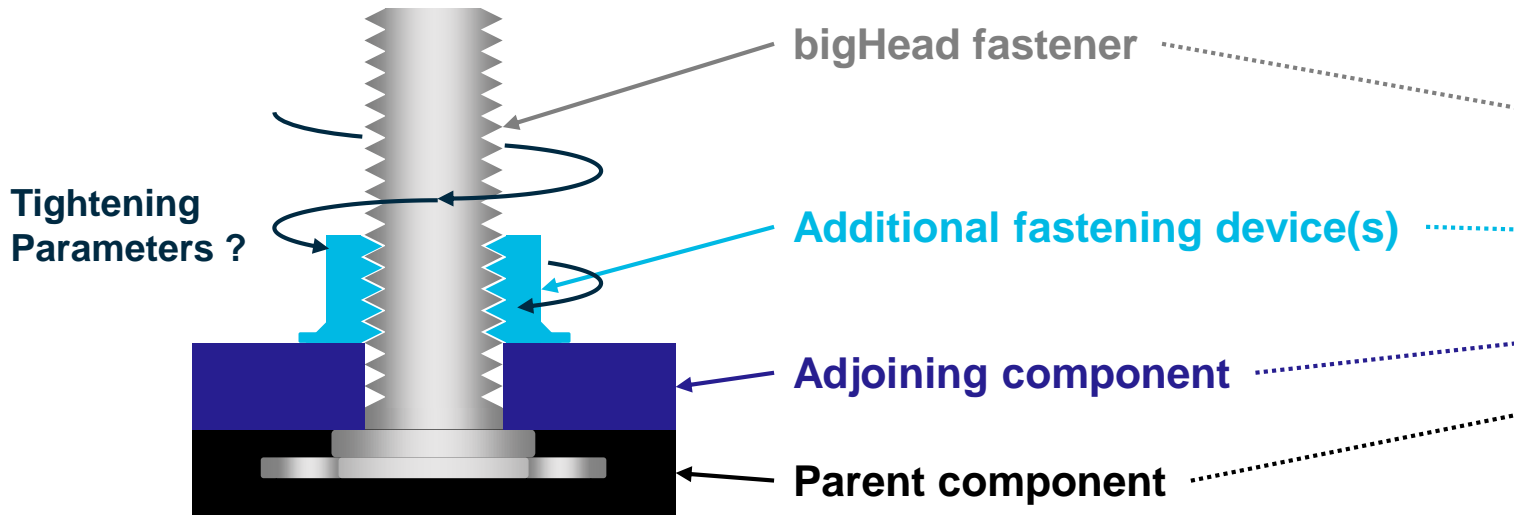 bigHead fastener
Tightening
Parameters ?
Additional fastening device(s)
Adjoining component
Parent component